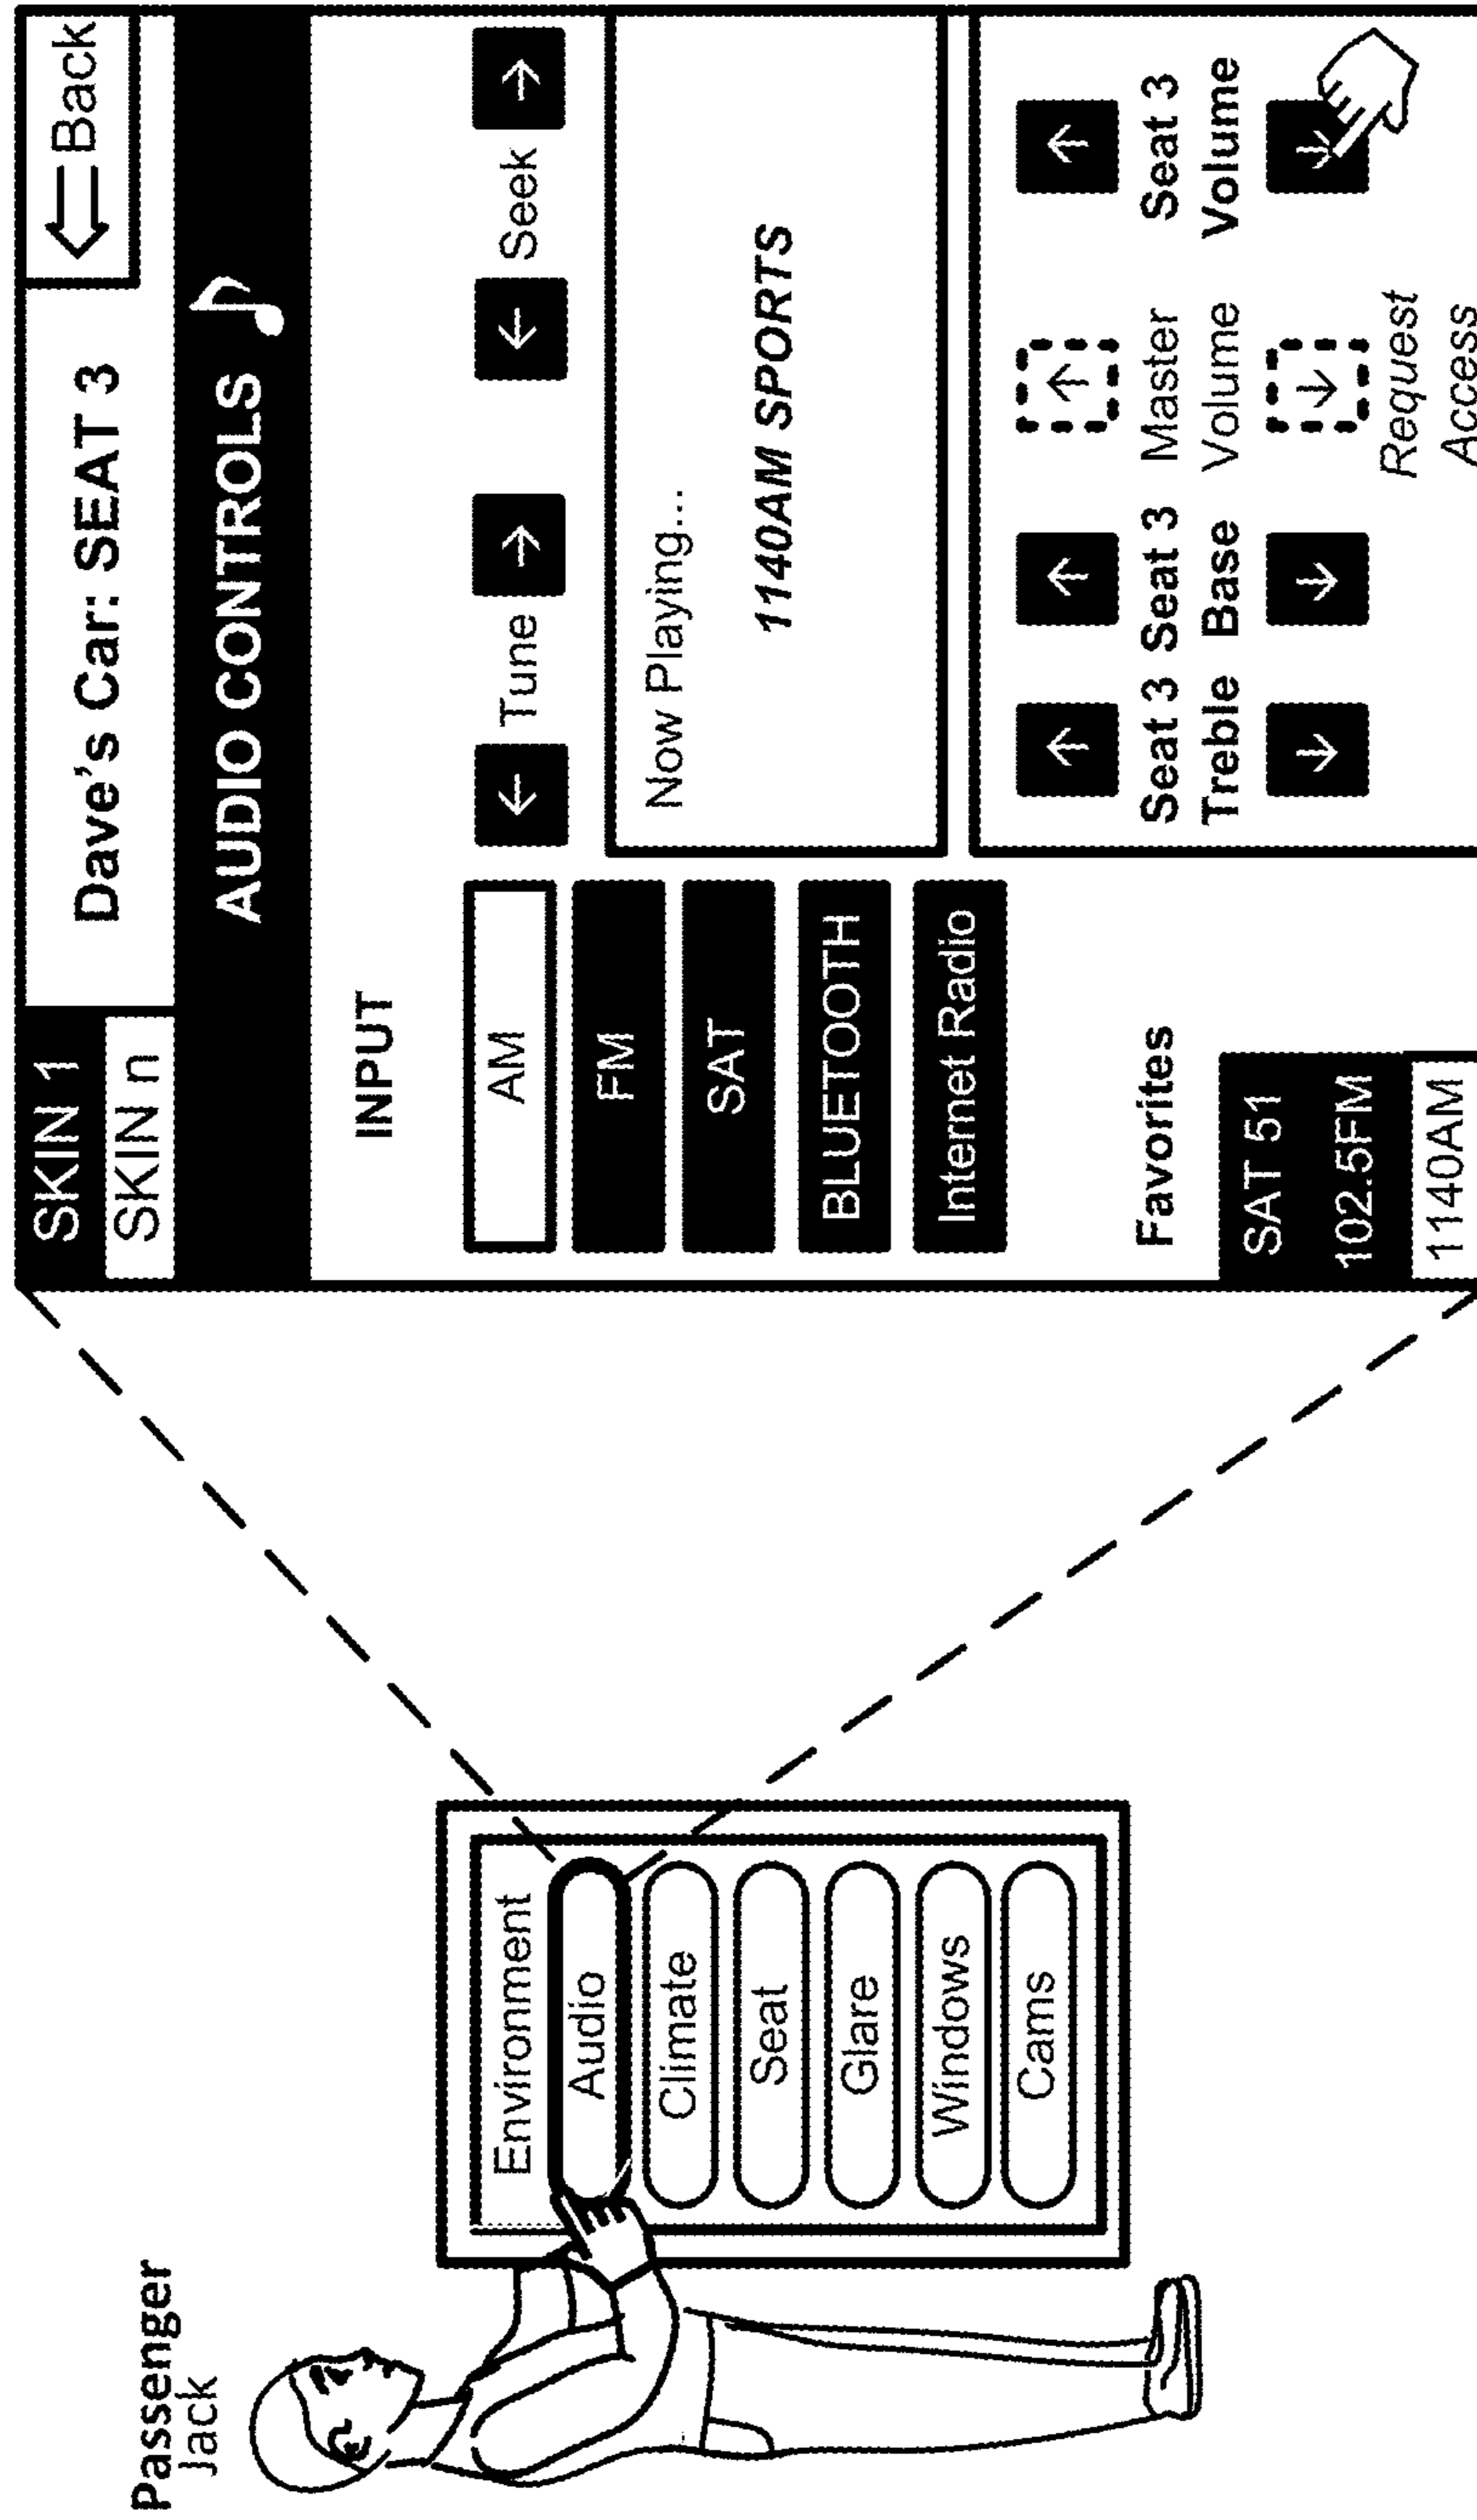 Passenger
Jack
Environment
Audio
Climate
Seat
Glare
Windows
Cams
SKIN 1
SKIN n
Dave's Car: SEAT 3
Back
AUDIO CONTROLS
INPUT
AM
FM
SAT
BLUETOOTH
Internet Radio
Tune
Seek
Now Playing...
1140AM SPORTS
Favorites
SAT 51
102.5FM
1140AM
Seat 3
Treble
Seat 3
Base
Master
Volume
Request
Access
Seat 3
Volume